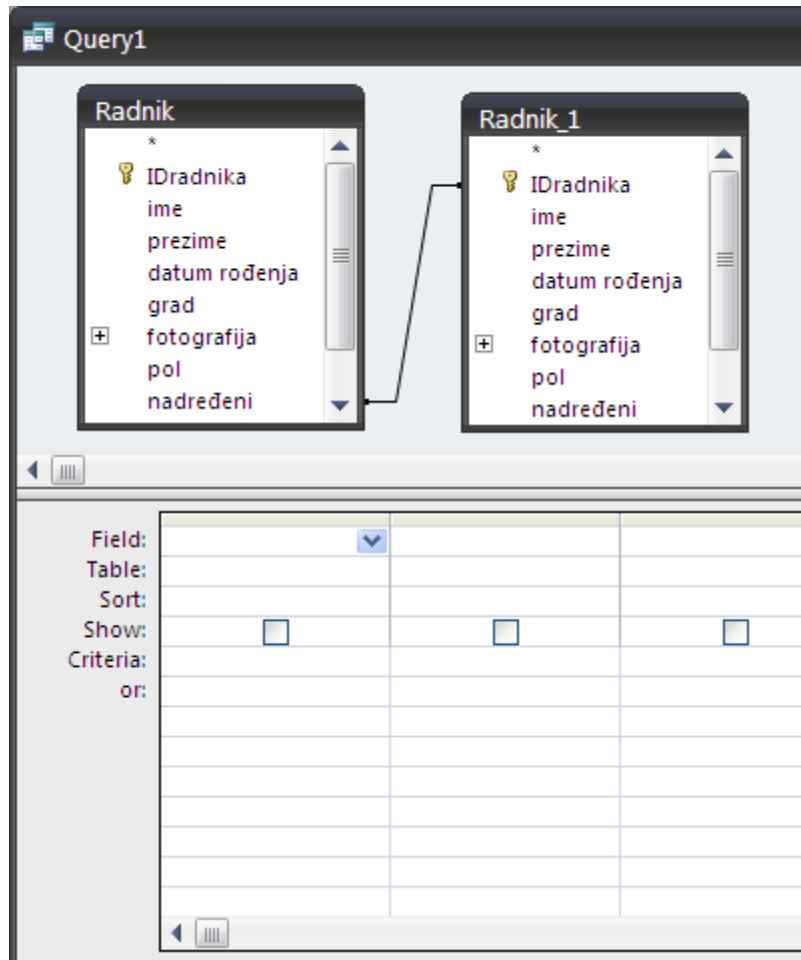 Query1
Radnik
*
IDradnika
ime
prezime
datum rođenja
grad
fotografija
pol
nadređeni
Radnik_1
*
IDradnika
ime
prezime
datum rođenja
grad
fotografija
pol
nadređeni
Field:
Table:
Sort:
Show:
Criteria:
or: